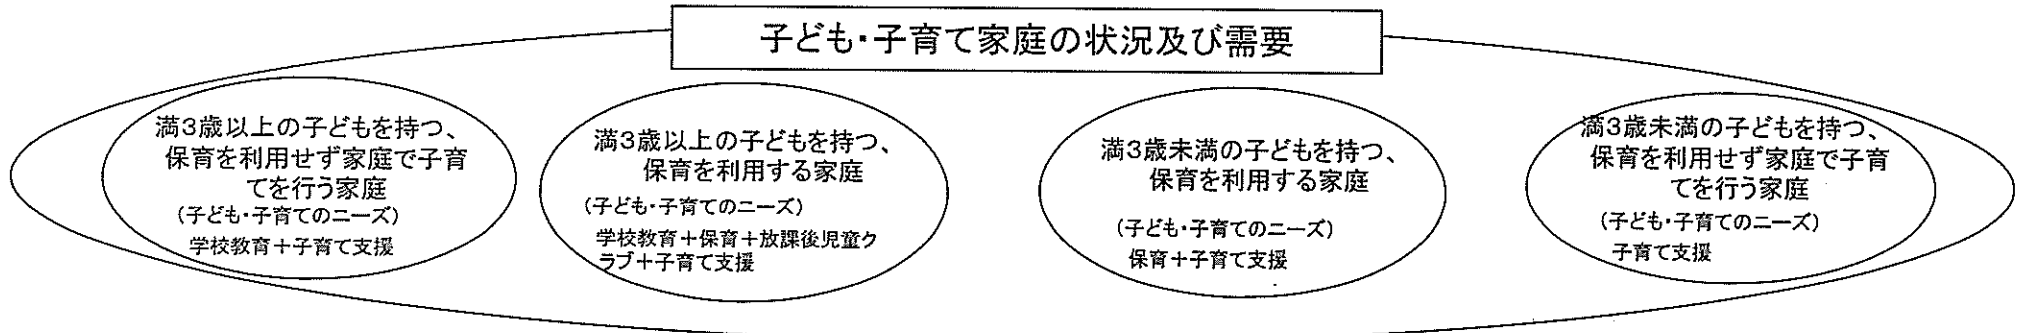 子ども・子育て家庭の状況及び需要
満3歳以上の子どもを持つ、
保育を利用せず家庭で子育
てを行う家庭
(子ども・子育てのニーズ)
学校教育+子育て支援
満3歳以上の子どもを持つ、
保育を利用する家庭
(子ども・子育てのニーズ)
学校教育+保育+放課後児童ク
ラブ+子育て支援
満3歳未満の子どもを持つ、
保育を利用する家庭
(子ども・子育てのニーズ)
保育+子育て支援
満3歳未満の子どもを持つ、
保育を利用せず家庭で子育
てを行う家庭
(子ども・子育てのニーズ)
子育て支援